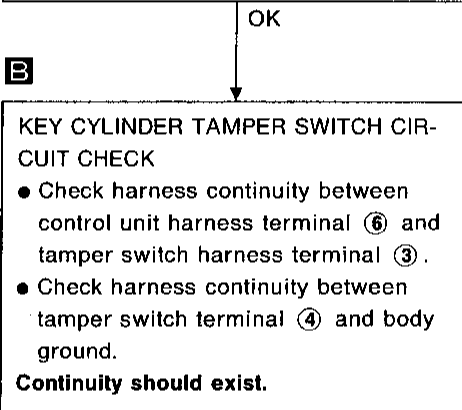 OK
B
KEY CYLINDER TAMPER SWITCH CIR-
CUIT CHECK
● Check harness continuity between
control unit harness terminal ⑥ and
tamper switch harness terminal ③.
● Check harness continuity between
tamper switch terminal ④ and body
ground.
Continuity should exist.